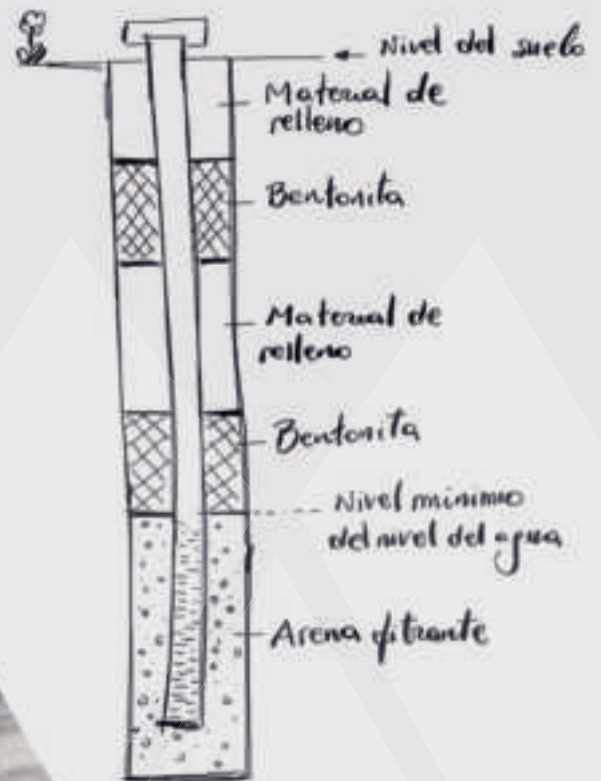 Nivel del suelo
Material de
relleno
Bentonita
Material de
relleno
Bentonita
Nivel mínimo
del nivel del agua
Arena filtrante